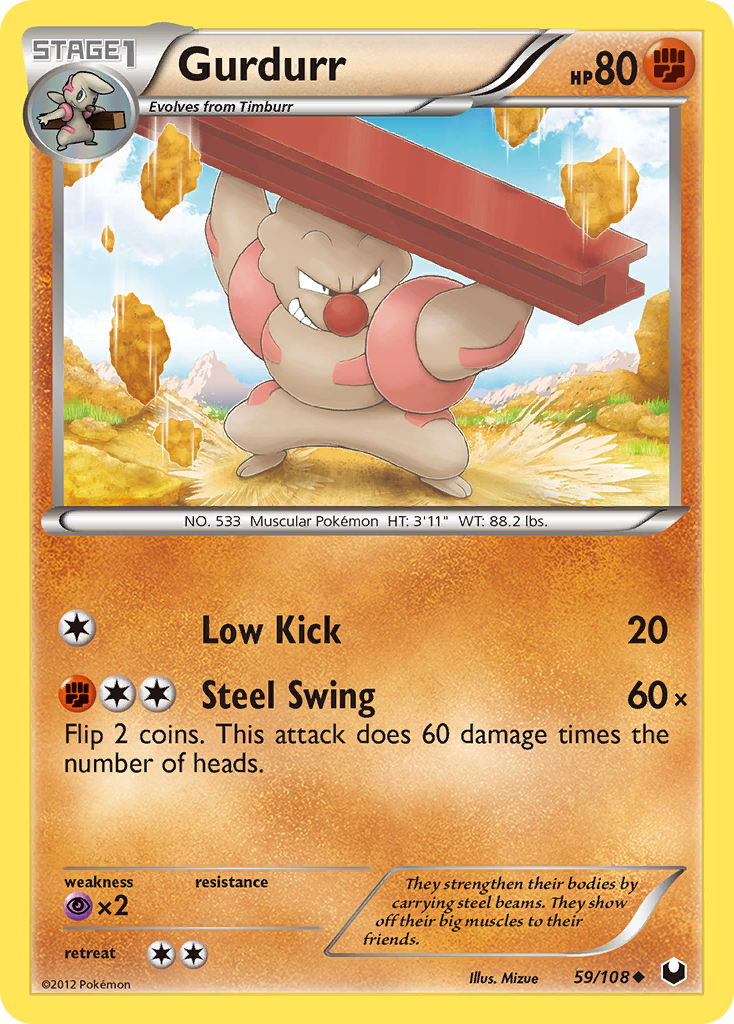 STAGE1
Gurdurr
HP80
Evolves from Timburr
NO. 533 Muscular Pokémon HT: 3'11" WT: 88.2 lbs.
Low Kick 20
Steel Swing 60×
Flip 2 coins. This attack does 60 damage times the
number of heads.
weakness resistance
×2
They strengthen their bodies by
carrying steel beams. They show
off their big muscles to their
friends.
retreat
©2012 Pokémon
Illus. Mizue 59/108